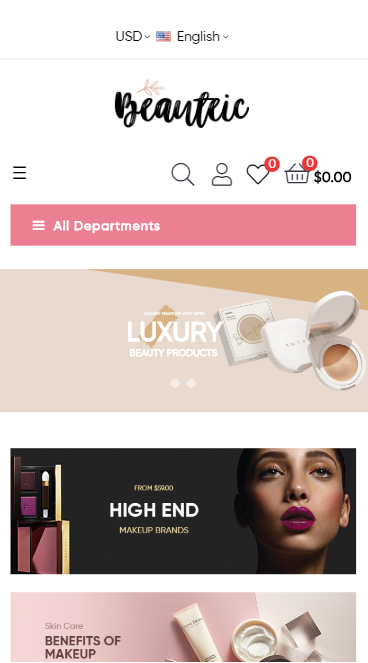 USD English
Beauteic
0 0
$0.00
All Departments
LUXURY MAKEUP GIFT SETS
LUXURY
BEAUTY PRODUCTS
FROM $59.00
HIGH END
MAKEUP BRANDS
Skin Care
BENEFITS OF
MAKEUP